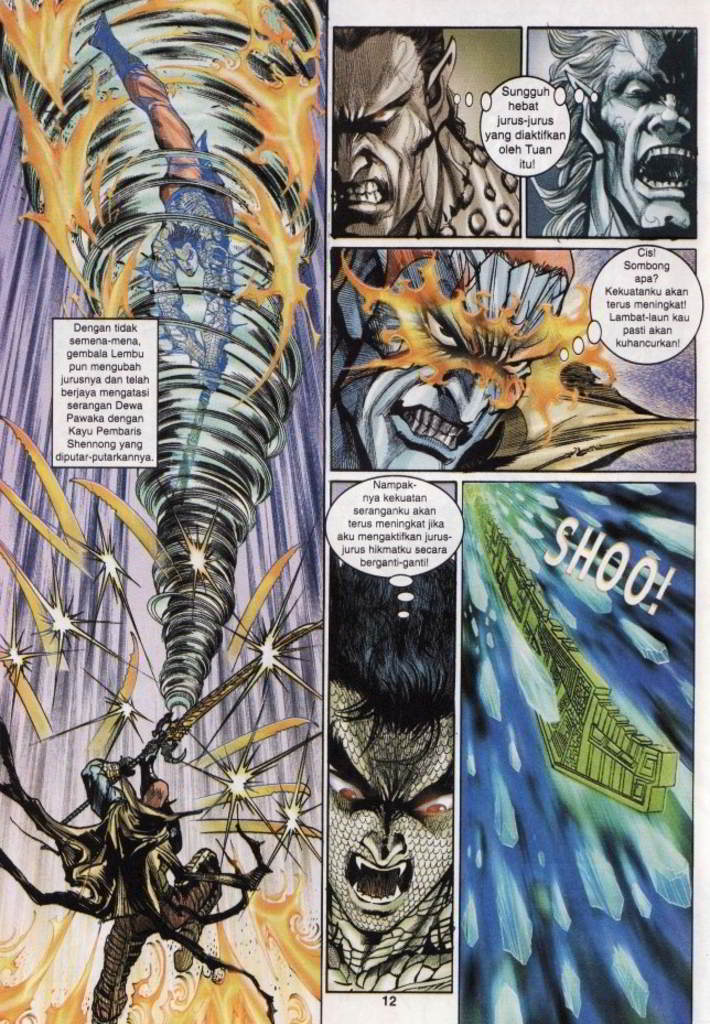 Dengan tidak
semena-mena,
gembala Lembu
pun mengubah
jurusnya dan telah
berjaya mengatasi
serangan Dewa
Pawaka dengan
Kayu Pembaris
Shennong yang
diputar-putarkannya.
Sungguh
hebat
jurus-jurus
yang diaktifkan
oleh Tuan
itu!
Cis!
Sombong
apa?
Kekuatanku akan
terus meningkat!
Lambat-laun kau
pasti akan
kuhancurkan!
Nampak-
nya kekuatan
seranganku akan
terus meningkat jika
aku mengaktifkan jurus-
jurus hikmatku secara
berganti-ganti!
SHOO!
12